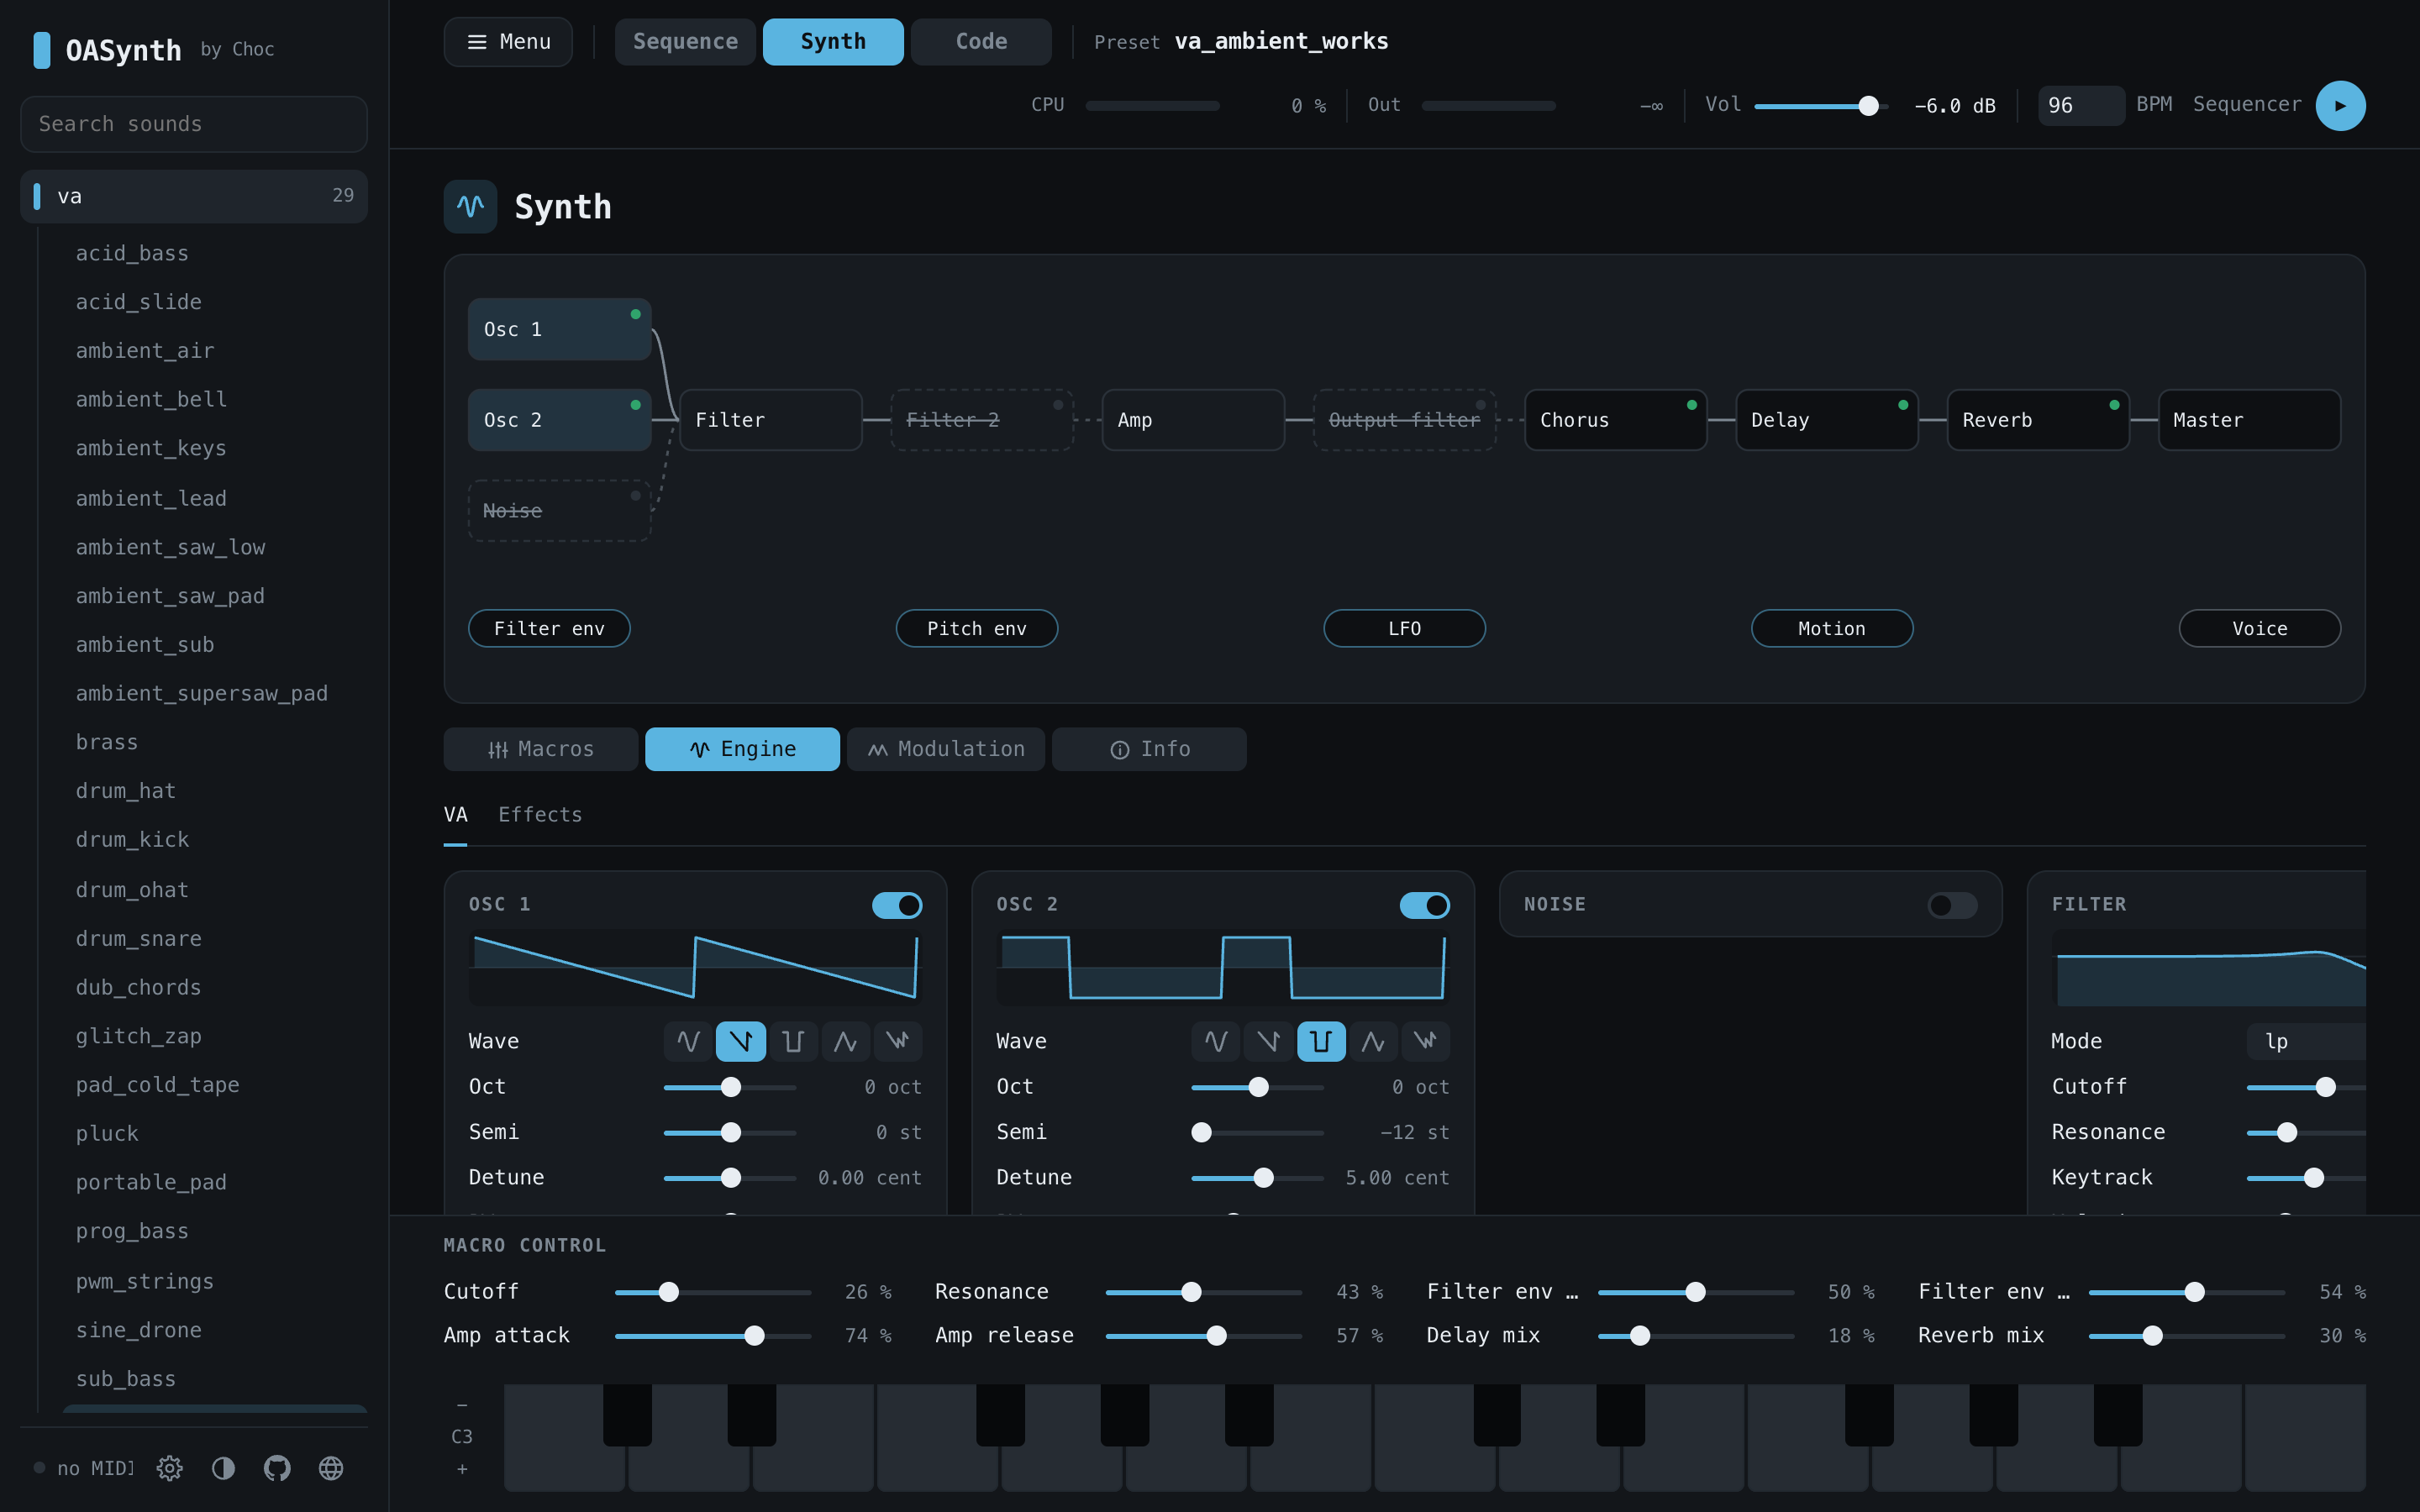 OASynth by Choc
Search sounds
va 29
acid_bass
acid_slide
ambient_air
ambient_bell
ambient_keys
ambient_lead
ambient_saw_low
ambient_saw_pad
ambient_sub
ambient_supersaw_pad
brass
drum_hat
drum_kick
drum_ohat
drum_snare
dub_chords
glitch_zap
pad_cold_tape
pluck
portable_pad
prog_bass
pwm_strings
sine_drone
sub_bass
no MIDI
Menu Sequence Synth Code Preset va_ambient_works
CPU 0 % Out −∞ Vol −6.0 dB 96 BPM Sequencer
Synth
Osc 1
Osc 2 Filter Filter 2 Amp Output filter Chorus Delay Reverb Master
Noise
Filter env Pitch env LFO Motion Voice
Macros Engine Modulation Info
VA Effects
OSC 1
Wave
Oct 0 oct
Semi 0 st
Detune 0.00 cent
OSC 2
Wave
Oct 0 oct
Semi −12 st
Detune 5.00 cent
NOISE
FILTER
Mode lp
Cutoff
Resonance
Keytrack
MACRO CONTROL
Cutoff 26 % Resonance 43 % Filter env … 50 % Filter env … 54 %
Amp attack 74 % Amp release 57 % Delay mix 18 % Reverb mix 30 %
−
C3
+